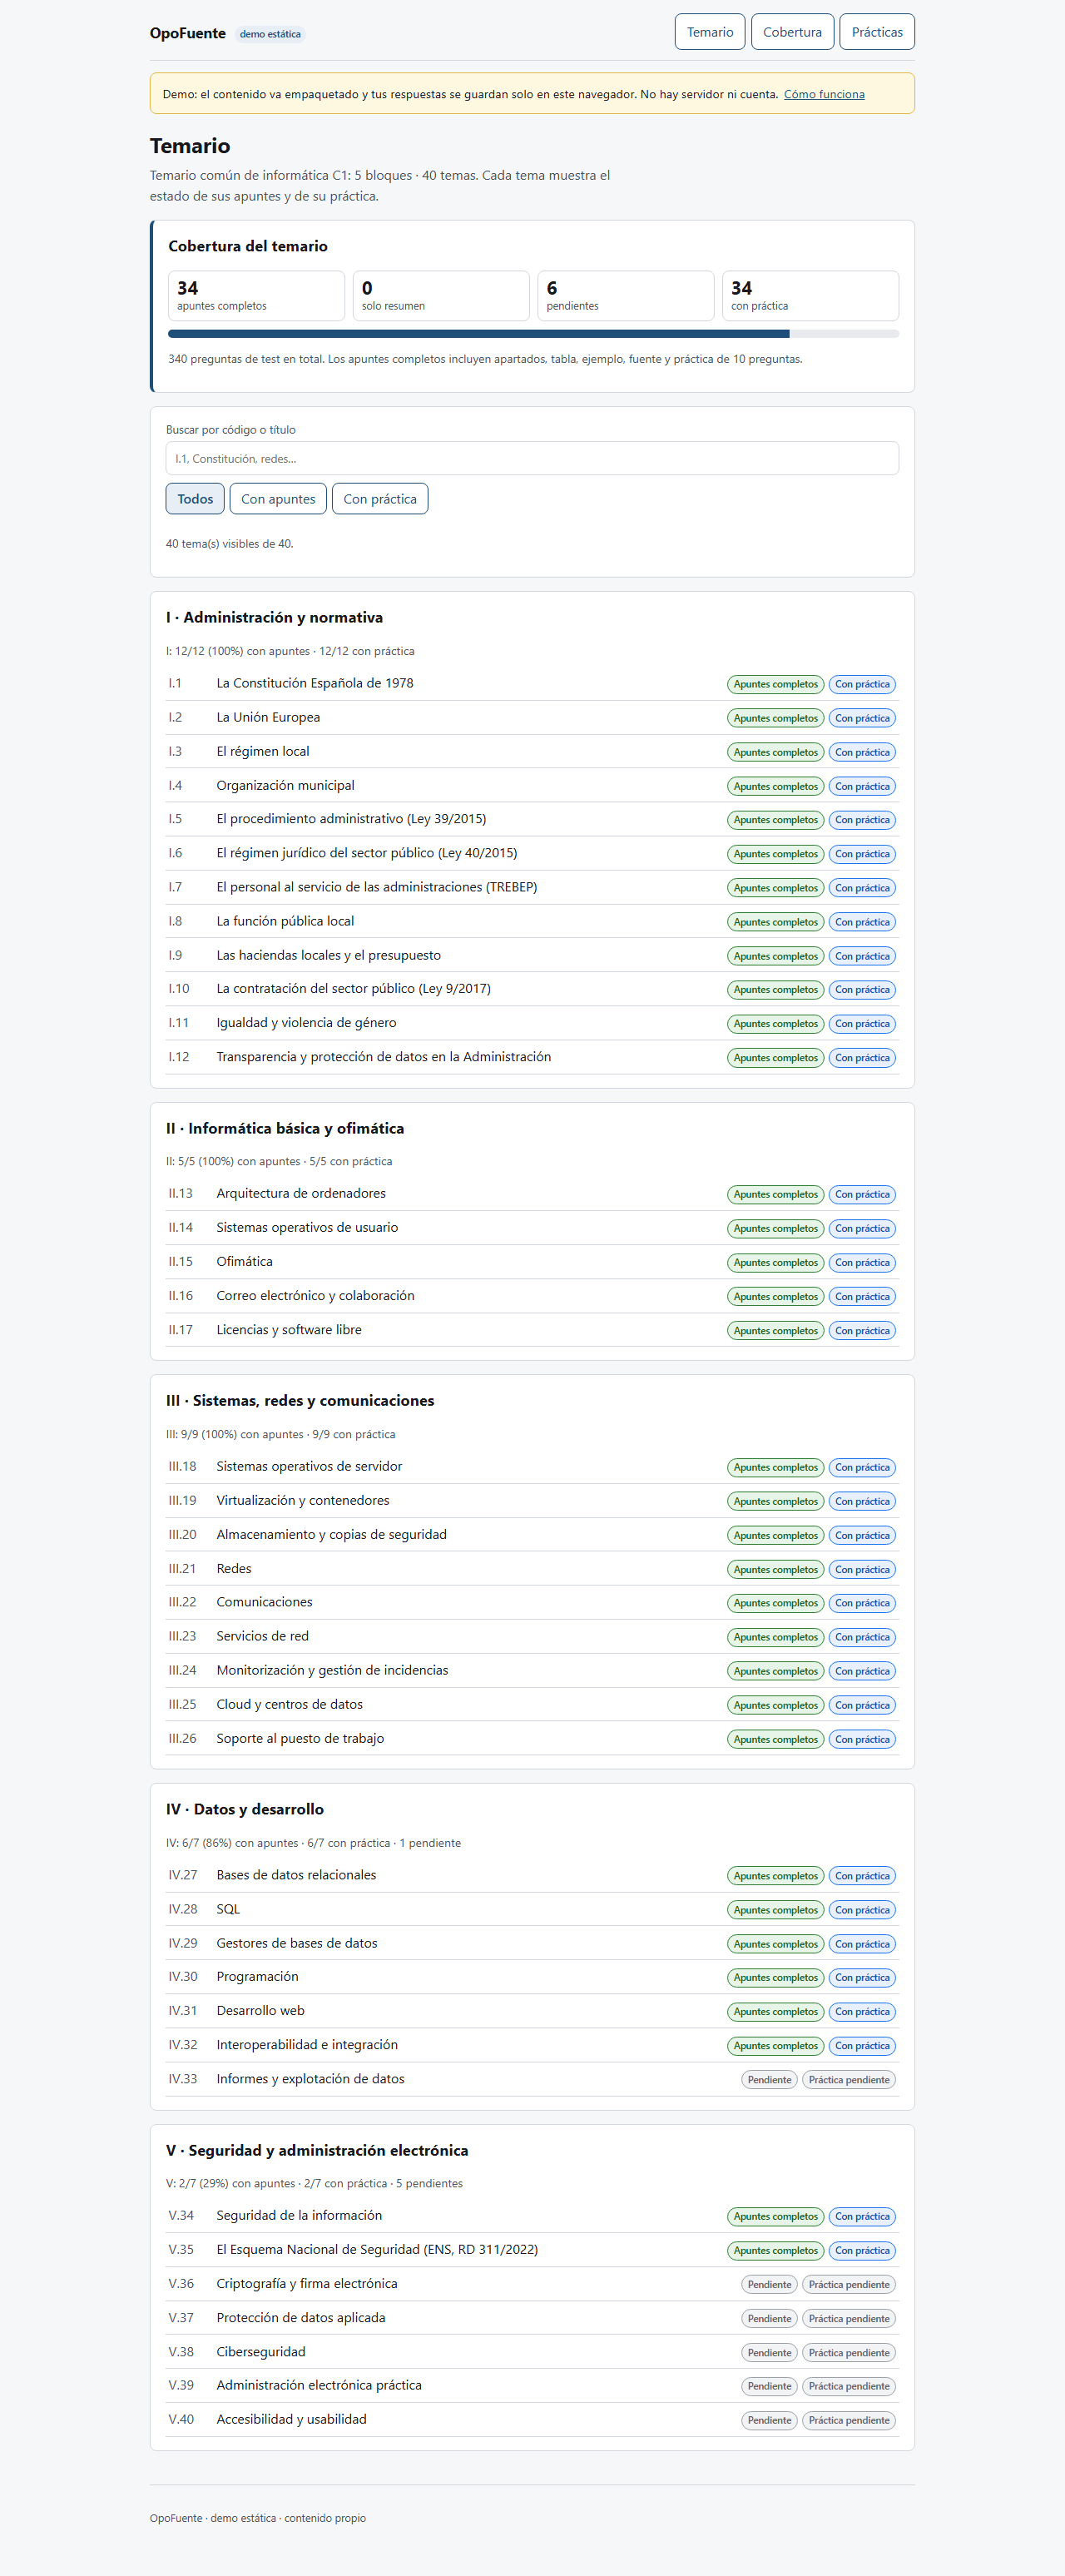 OpoFuente demo estática Temario Cobertura Prácticas
Demo: el contenido va empaquetado y tus respuestas se guardan solo en este navegador. No hay servidor ni cuenta. Cómo funciona
Temario
Temario común de informática C1: 5 bloques · 40 temas. Cada tema muestra el
estado de sus apuntes y de su práctica.
Cobertura del temario
34 0 6 34
apuntes completos solo resumen pendientes con práctica
340 preguntas de test en total. Los apuntes completos incluyen apartados, tabla, ejemplo, fuente y práctica de 10 preguntas.
Buscar por código o título
I.1, Constitución, redes...
Todos Con apuntes Con práctica
40 tema(s) visibles de 40.
I · Administración y normativa
I: 12/12 (100%) con apuntes · 12/12 con práctica
I.1 La Constitución Española de 1978 Apuntes completos Con práctica
I.2 La Unión Europea Apuntes completos Con práctica
I.3 El régimen local Apuntes completos Con práctica
I.4 Organización municipal Apuntes completos Con práctica
I.5 El procedimiento administrativo (Ley 39/2015) Apuntes completos Con práctica
I.6 El régimen jurídico del sector público (Ley 40/2015) Apuntes completos Con práctica
I.7 El personal al servicio de las administraciones (TREBEP) Apuntes completos Con práctica
I.8 La función pública local Apuntes completos Con práctica
I.9 Las haciendas locales y el presupuesto Apuntes completos Con práctica
I.10 La contratación del sector público (Ley 9/2017) Apuntes completos Con práctica
I.11 Igualdad y violencia de género Apuntes completos Con práctica
I.12 Transparencia y protección de datos en la Administración Apuntes completos Con práctica
II · Informática básica y ofimática
II: 5/5 (100%) con apuntes · 5/5 con práctica
II.13 Arquitectura de ordenadores Apuntes completos Con práctica
II.14 Sistemas operativos de usuario Apuntes completos Con práctica
II.15 Ofimática Apuntes completos Con práctica
II.16 Correo electrónico y colaboración Apuntes completos Con práctica
II.17 Licencias y software libre Apuntes completos Con práctica
III · Sistemas, redes y comunicaciones
III: 9/9 (100%) con apuntes · 9/9 con práctica
III.18 Sistemas operativos de servidor Apuntes completos Con práctica
III.19 Virtualización y contenedores Apuntes completos Con práctica
III.20 Almacenamiento y copias de seguridad Apuntes completos Con práctica
III.21 Redes Apuntes completos Con práctica
III.22 Comunicaciones Apuntes completos Con práctica
III.23 Servicios de red Apuntes completos Con práctica
III.24 Monitorización y gestión de incidencias Apuntes completos Con práctica
III.25 Cloud y centros de datos Apuntes completos Con práctica
III.26 Soporte al puesto de trabajo Apuntes completos Con práctica
IV · Datos y desarrollo
IV: 6/7 (86%) con apuntes · 6/7 con práctica · 1 pendiente
IV.27 Bases de datos relacionales Apuntes completos Con práctica
IV.28 SQL Apuntes completos Con práctica
IV.29 Gestores de bases de datos Apuntes completos Con práctica
IV.30 Programación Apuntes completos Con práctica
IV.31 Desarrollo web Apuntes completos Con práctica
IV.32 Interoperabilidad e integración Apuntes completos Con práctica
IV.33 Informes y explotación de datos Pendiente Práctica pendiente
V · Seguridad y administración electrónica
V: 2/7 (29%) con apuntes · 2/7 con práctica · 5 pendientes
V.34 Seguridad de la información Apuntes completos Con práctica
V.35 El Esquema Nacional de Seguridad (ENS, RD 311/2022) Apuntes completos Con práctica
V.36 Criptografía y firma electrónica Pendiente Práctica pendiente
V.37 Protección de datos aplicada Pendiente Práctica pendiente
V.38 Ciberseguridad Pendiente Práctica pendiente
V.39 Administración electrónica práctica Pendiente Práctica pendiente
V.40 Accesibilidad y usabilidad Pendiente Práctica pendiente
OpoFuente · demo estática · contenido propio